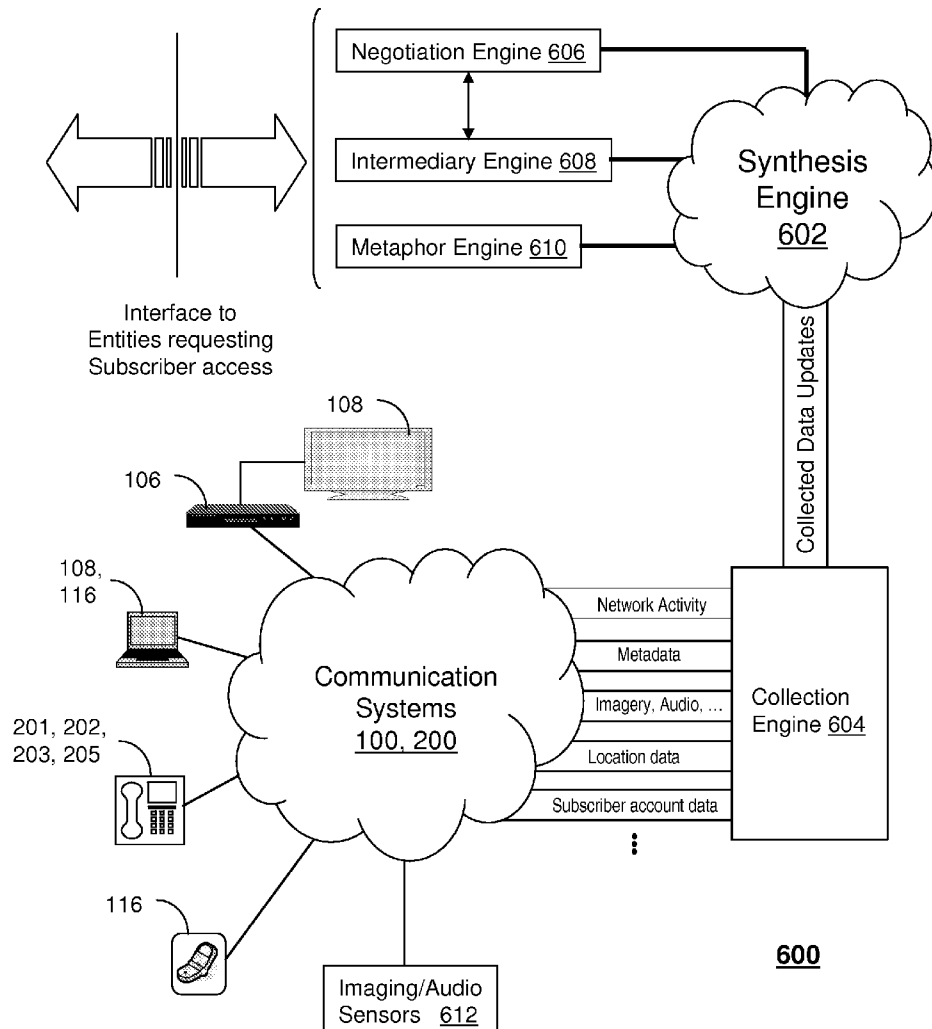 Negotiation Engine 606
Intermediary Engine 608
Metaphor Engine 610
Synthesis
Engine
602
Interface to
Entities requesting
Subscriber access
Collected Data Updates
108
106
108,
116
201, 202,
203, 205
116
Communication
Systems
100, 200
Network Activity
Metadata
Imagery, Audio, ...
Location data
Subscriber account data
Collection
Engine 604
Imaging/Audio
Sensors 612
600